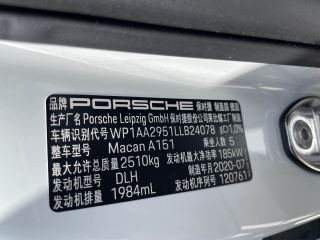 品牌 PORSCHE 保时捷 制造国 德国
生产厂名 Porsche Leipzig GmbH 保时捷股份公司莱比锡工厂制造
车辆识别代号 WP1AA2951LLB24078
整车型号 Macan A151 乘坐人数 5
最大允许总质量 2510kg 发动机最大净功率 185kW
发动机型号 DLH 制造年月 2020-07
发动机排量 1984mL 发动机序列号 120761